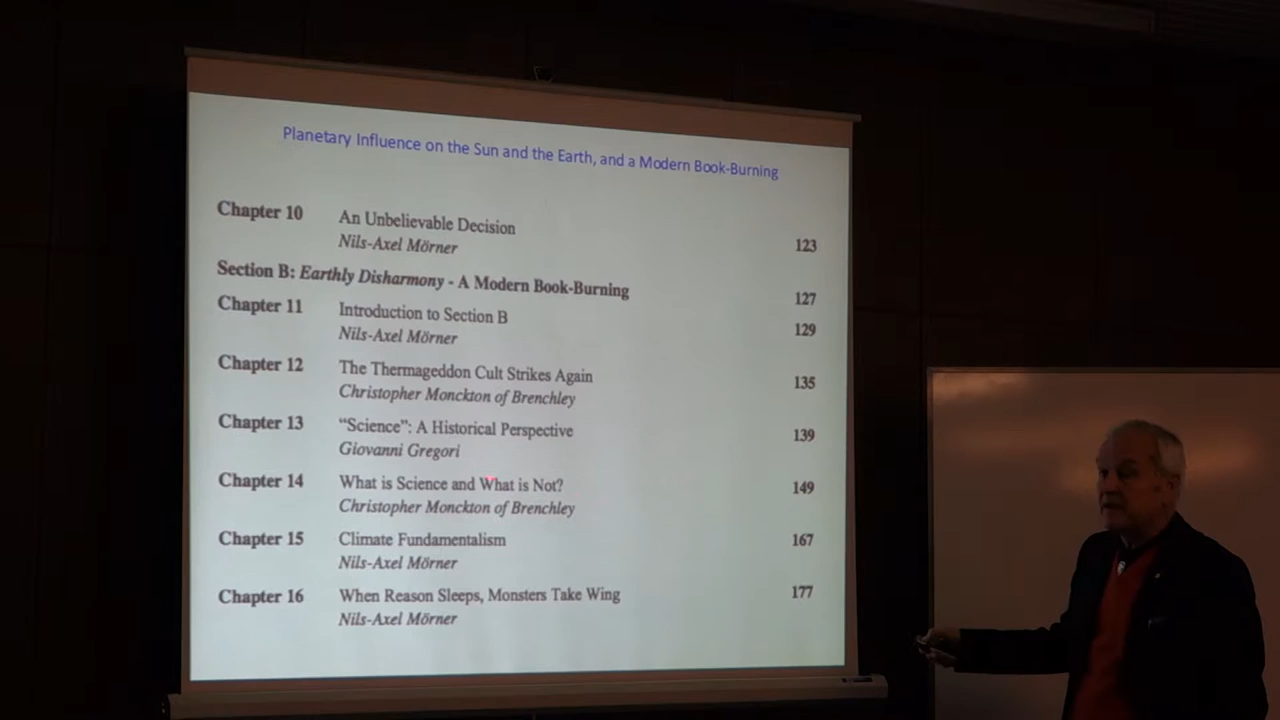 Planetary Influence on the Sun and the Earth, and a Modern Book-Burning
Chapter 10 An Unbelievable Decision 123
Nils-Axel Mörner
Section B: Earthly Disharmony - A Modern Book-Burning 127
Chapter 11 Introduction to Section B 129
Nils-Axel Mörner
Chapter 12 The Thermageddon Cult Strikes Again 135
Christopher Monckton of Brenchley
Chapter 13 “Science”: A Historical Perspective 139
Giovanni Gregori
Chapter 14 What is Science and What is Not? 149
Christopher Monckton of Brenchley
Chapter 15 Climate Fundamentalism 167
Nils-Axel Mörner
Chapter 16 When Reason Sleeps, Monsters Take Wing 177
Nils-Axel Mörner